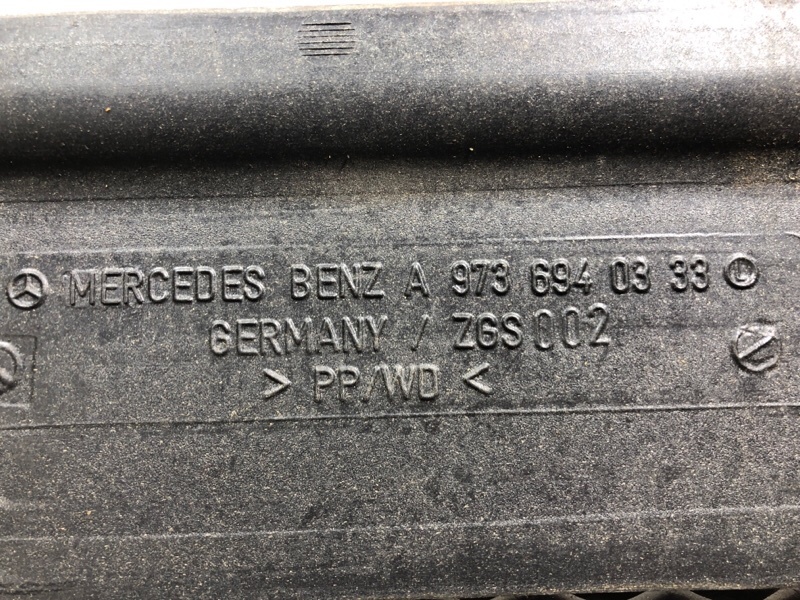 MERCEDES BENZ A 973 694 03 33 L
GERMANY / ZGS 002
> PP/WD <